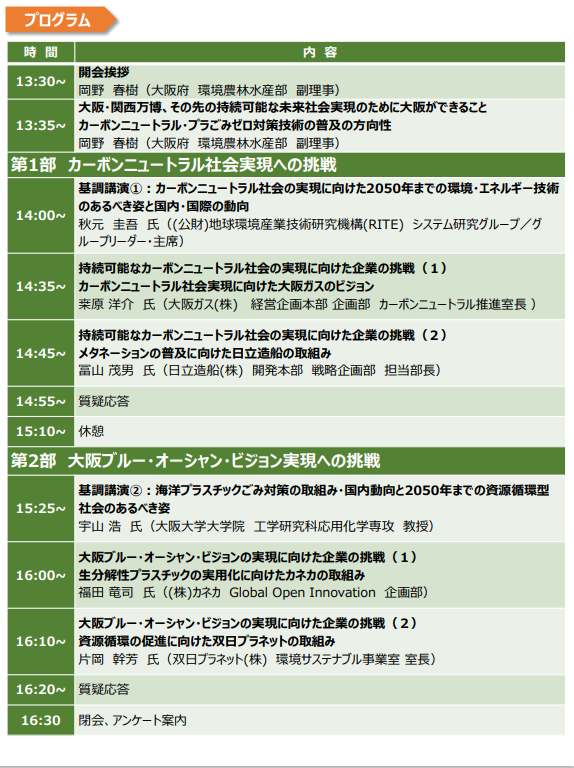 プログラム
時 間 内 容
13:30~ 開会挨拶
岡野 春樹（大阪府 環境農林水産部 副理事）
13:35~ 大阪・関西万博、その先の持続可能な未来社会実現のために大阪ができること
カーボンニュートラル・プラごみゼロ対策技術の普及の方向性
岡野 春樹（大阪府 環境農林水産部 副理事）
第1部 カーボンニュートラル社会実現への挑戦
14:00~ 基調講演①：カーボンニュートラル社会の実現に向けた2050年までの環境・エネルギー技術
のあるべき姿と国内・国際の動向
秋元 圭吾 氏（(公財)地球環境産業技術研究機構(RITE) システム研究グループ／グ
ループリーダー・主席）
14:35~ 持続可能なカーボンニュートラル社会の実現に向けた企業の挑戦（１）
カーボンニュートラル社会実現に向けた大阪ガスのビジョン
桒原 洋介 氏（大阪ガス(株) 経営企画本部 企画部 カーボンニュートラル推進室長 ）
14:45~ 持続可能なカーボンニュートラル社会の実現に向けた企業の挑戦（２）
メタネーションの普及に向けた日立造船の取組み
冨山 茂男 氏（日立造船(株) 開発本部 戦略企画部 担当部長）
14:55~ 質疑応答
15:10~ 休憩
第2部 大阪ブルー・オーシャン・ビジョン実現への挑戦
15:25~ 基調講演②：海洋プラスチックごみ対策の取組み・国内動向と2050年までの資源循環型
社会のあるべき姿
宇山 浩 氏（大阪大学大学院 工学研究科応用化学専攻 教授）
16:00~ 大阪ブルー・オーシャン・ビジョンの実現に向けた企業の挑戦（１）
生分解性プラスチックの実用化に向けたカネカの取組み
福田 竜司 氏（(株)カネカ Global Open Innovation 企画部）
16:10~ 大阪ブルー・オーシャン・ビジョンの実現に向けた企業の挑戦（２）
資源循環の促進に向けた双日プラネットの取組み
片岡 幹芳 氏（双日プラネット(株) 環境サステナブル事業室 室長）
16:20~ 質疑応答
16:30 閉会、アンケート案内